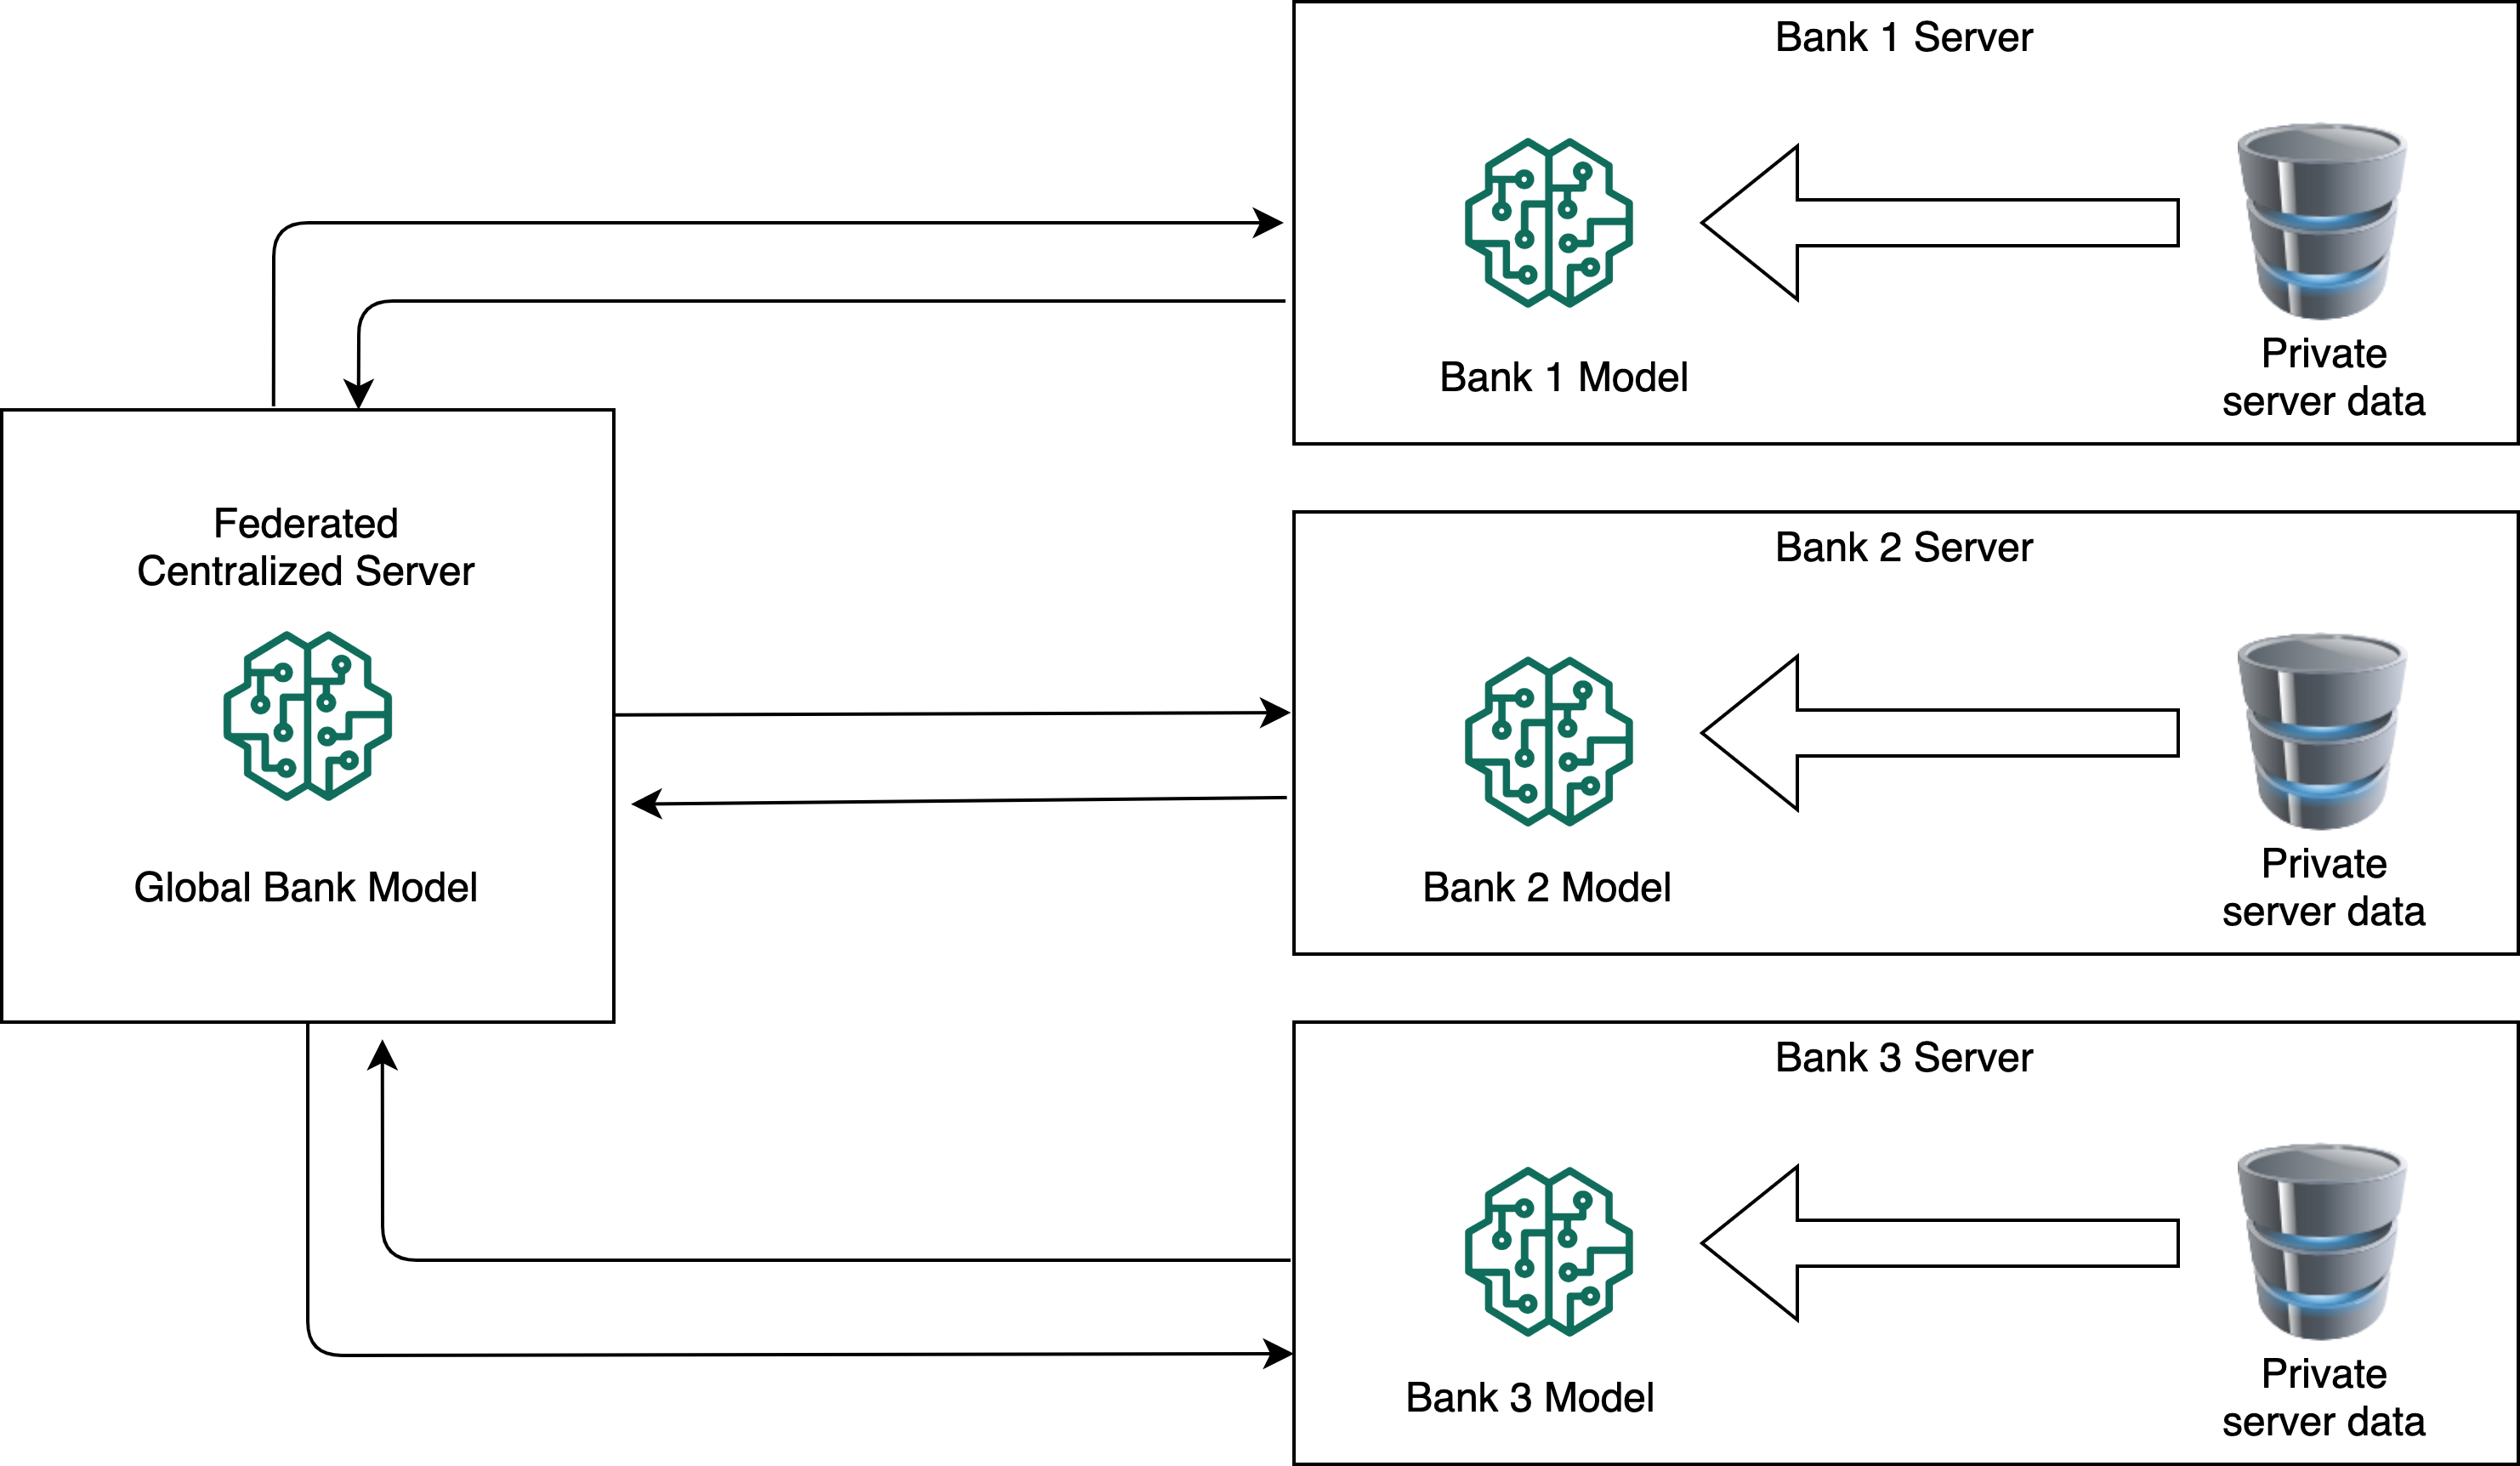 Bank 1 Server
Bank 1 Model
Private
server data
Federated
Centralized Server
Global Bank Model
Bank 2 Server
Bank 2 Model
Private
server data
Bank 3 Server
Bank 3 Model
Private
server data